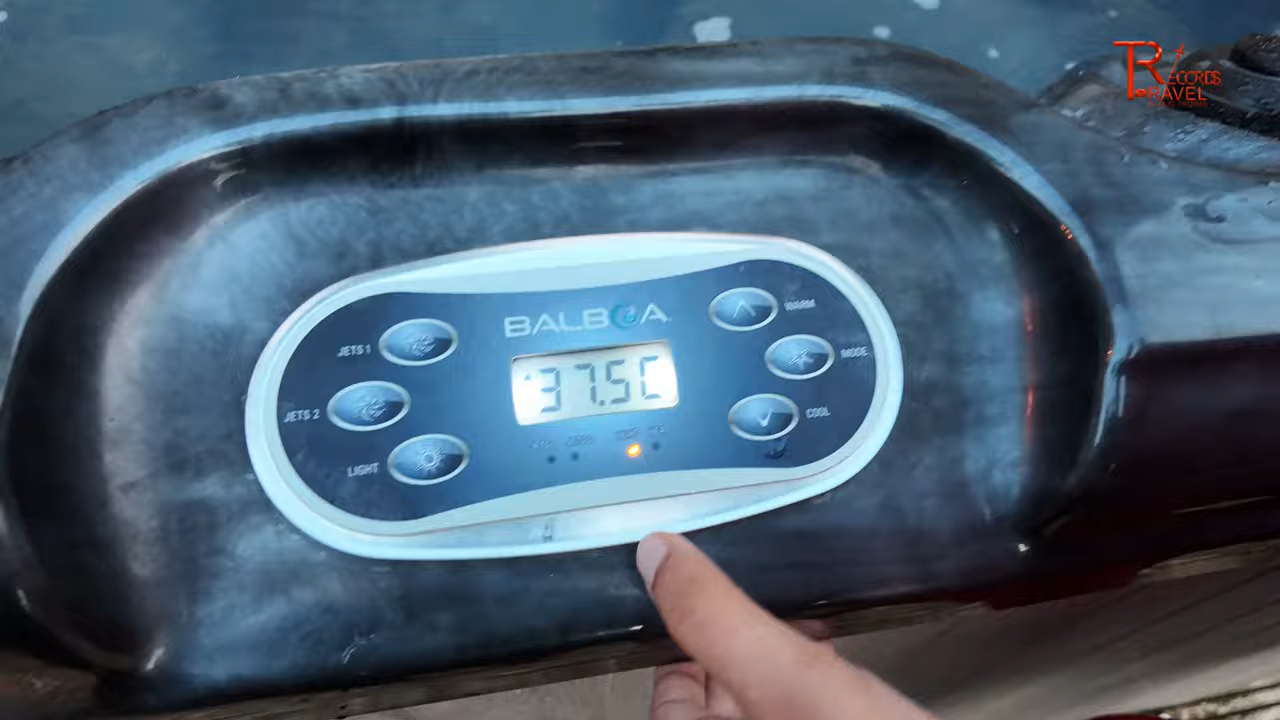 RECORDS
TRAVEL
BALBOA
WARM
JETS 1
37.5C
MODE
JETS 2
COOL
LIGHT